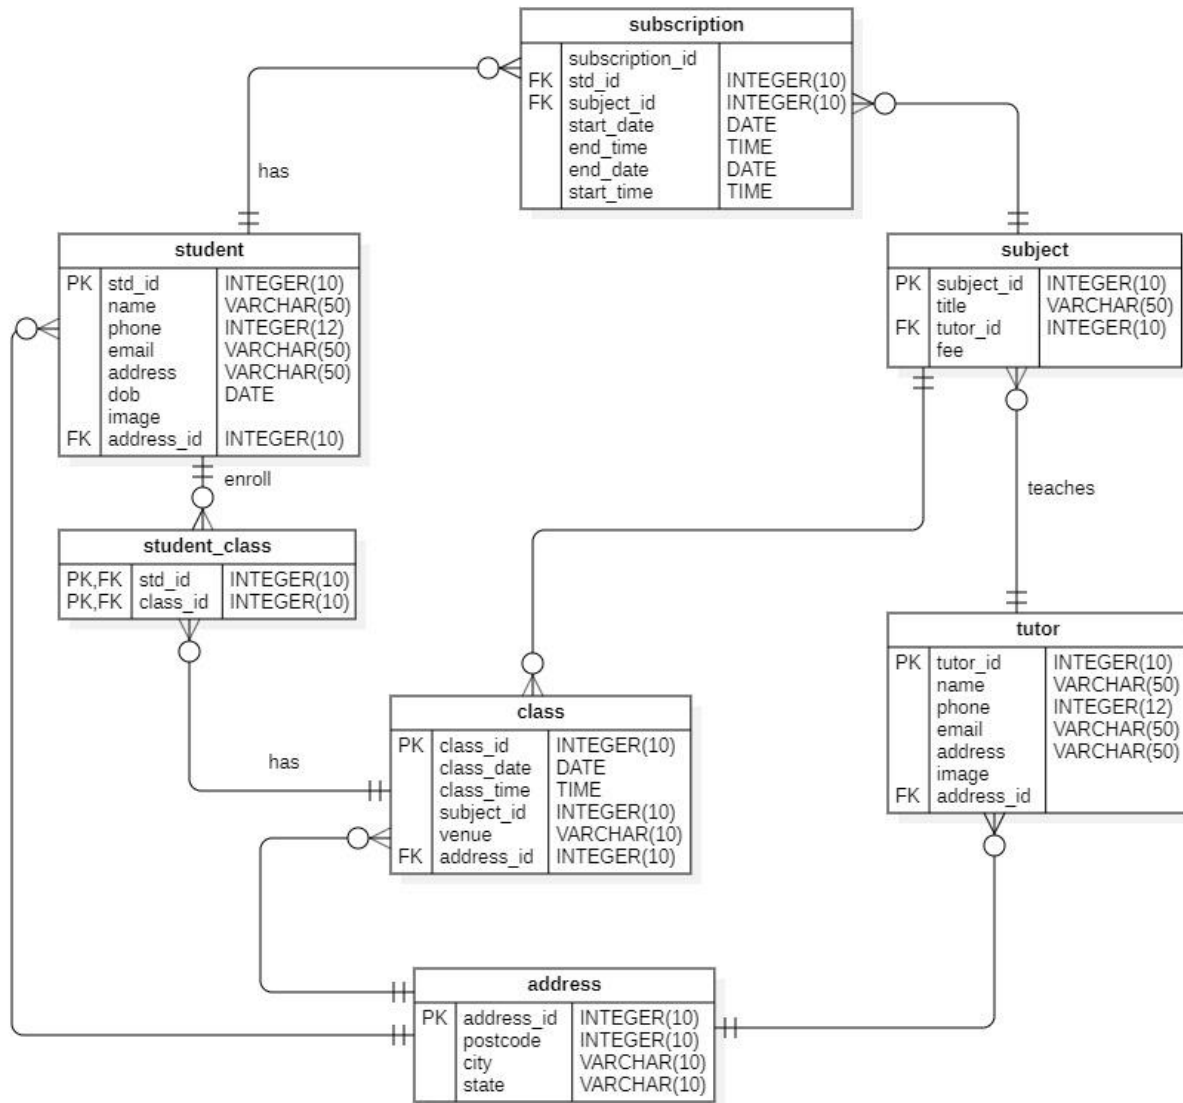 subscription
subscription_id
FK std_id INTEGER(10)
FK subject_id INTEGER(10)
start_date DATE
end_time TIME
end_date DATE
start_time TIME
has
student
PK std_id INTEGER(10)
name VARCHAR(50)
phone INTEGER(12)
email VARCHAR(50)
address VARCHAR(50)
dob DATE
image
FK address_id INTEGER(10)
subject
PK subject_id INTEGER(10)
title VARCHAR(50)
FK tutor_id INTEGER(10)
fee
enroll
teaches
student_class
PK,FK std_id INTEGER(10)
PK,FK class_id INTEGER(10)
tutor
PK tutor_id INTEGER(10)
name VARCHAR(50)
phone INTEGER(12)
email VARCHAR(50)
address VARCHAR(50)
image
FK address_id
has
class
PK class_id INTEGER(10)
class_date DATE
class_time TIME
subject_id INTEGER(10)
venue VARCHAR(10)
FK address_id INTEGER(10)
address
PK address_id INTEGER(10)
postcode INTEGER(10)
city VARCHAR(10)
state VARCHAR(10)